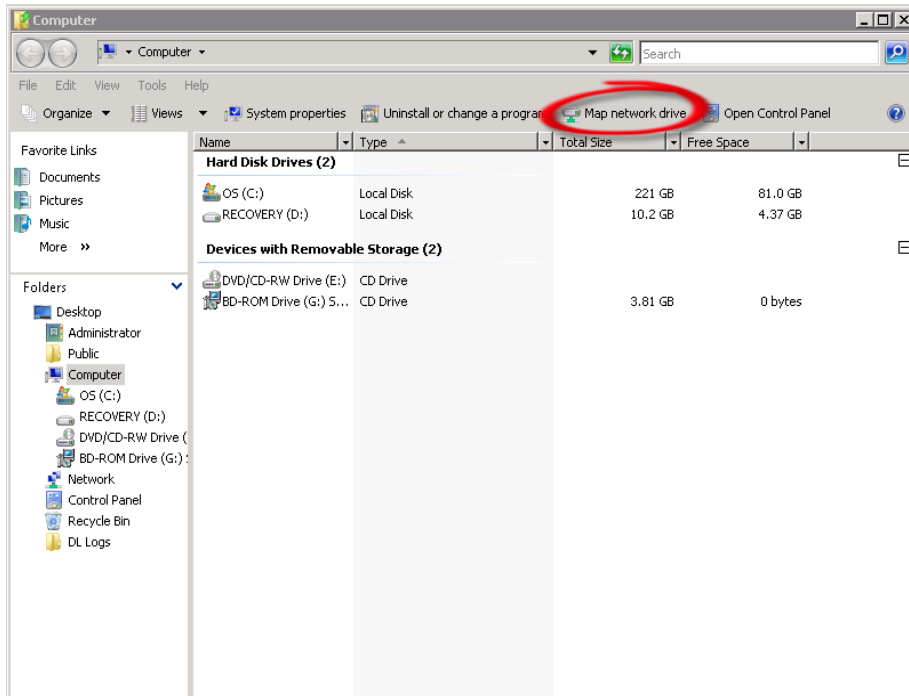 Computer
Computer
Search
File Edit View Tools Help
Organize Views System properties Uninstall or change a program Map network drive Open Control Panel
Favorite Links
Documents
Pictures
Music
More »
Folders
Desktop
Administrator
Public
Computer
OS (C:)
RECOVERY (D:)
DVD/CD-RW Drive (
BD-ROM Drive (G:) S
Network
Control Panel
Recycle Bin
DL Logs
Name Type Total Size Free Space
Hard Disk Drives (2)
OS (C:) Local Disk 221 GB 81.0 GB
RECOVERY (D:) Local Disk 10.2 GB 4.37 GB
Devices with Removable Storage (2)
DVD/CD-RW Drive (E:) CD Drive
BD-ROM Drive (G:) S... CD Drive 3.81 GB 0 bytes